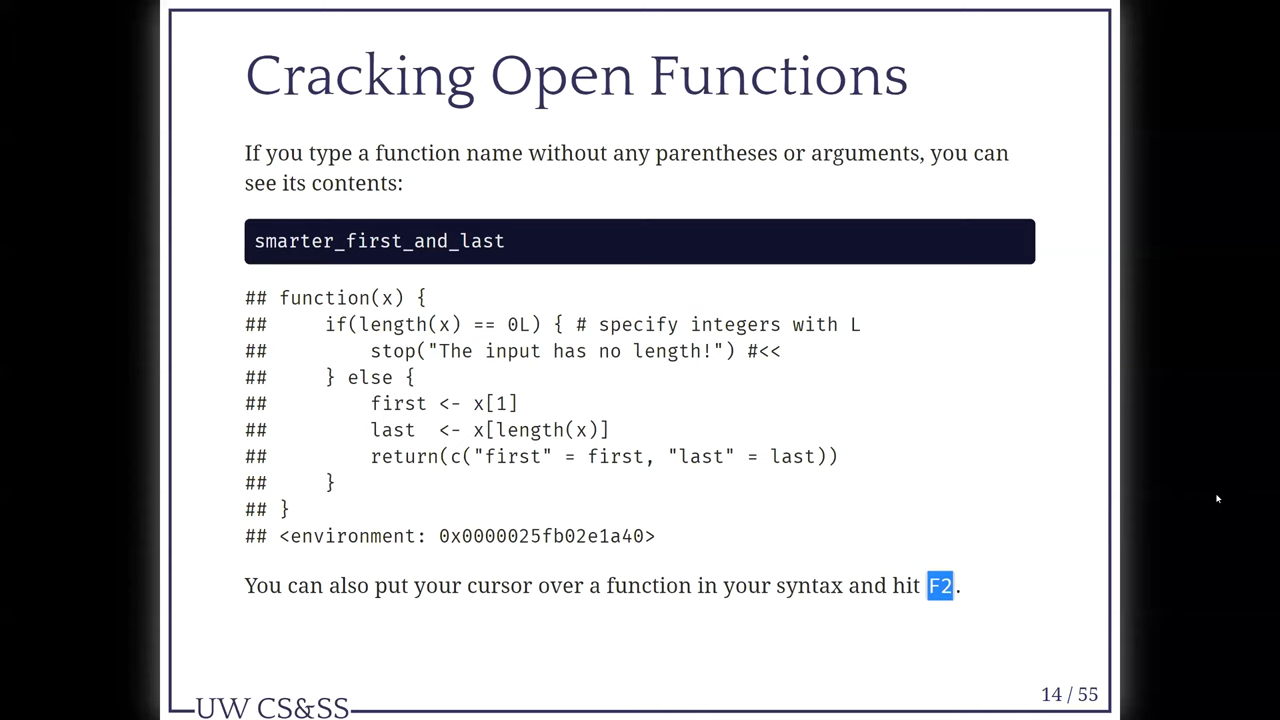 Cracking Open Functions
If you type a function name without any parentheses or arguments, you can
see its contents:
smarter_first_and_last
## function(x) {
##     if(length(x) == 0L) { # specify integers with L
##         stop("The input has no length!") #<<
##     } else {
##         first <- x[1]
##         last  <- x[length(x)]
##         return(c("first" = first, "last" = last))
##     }
## }
## <environment: 0x0000025fb02e1a40>
You can also put your cursor over a function in your syntax and hit F2.
14 / 55
UW CS&SS